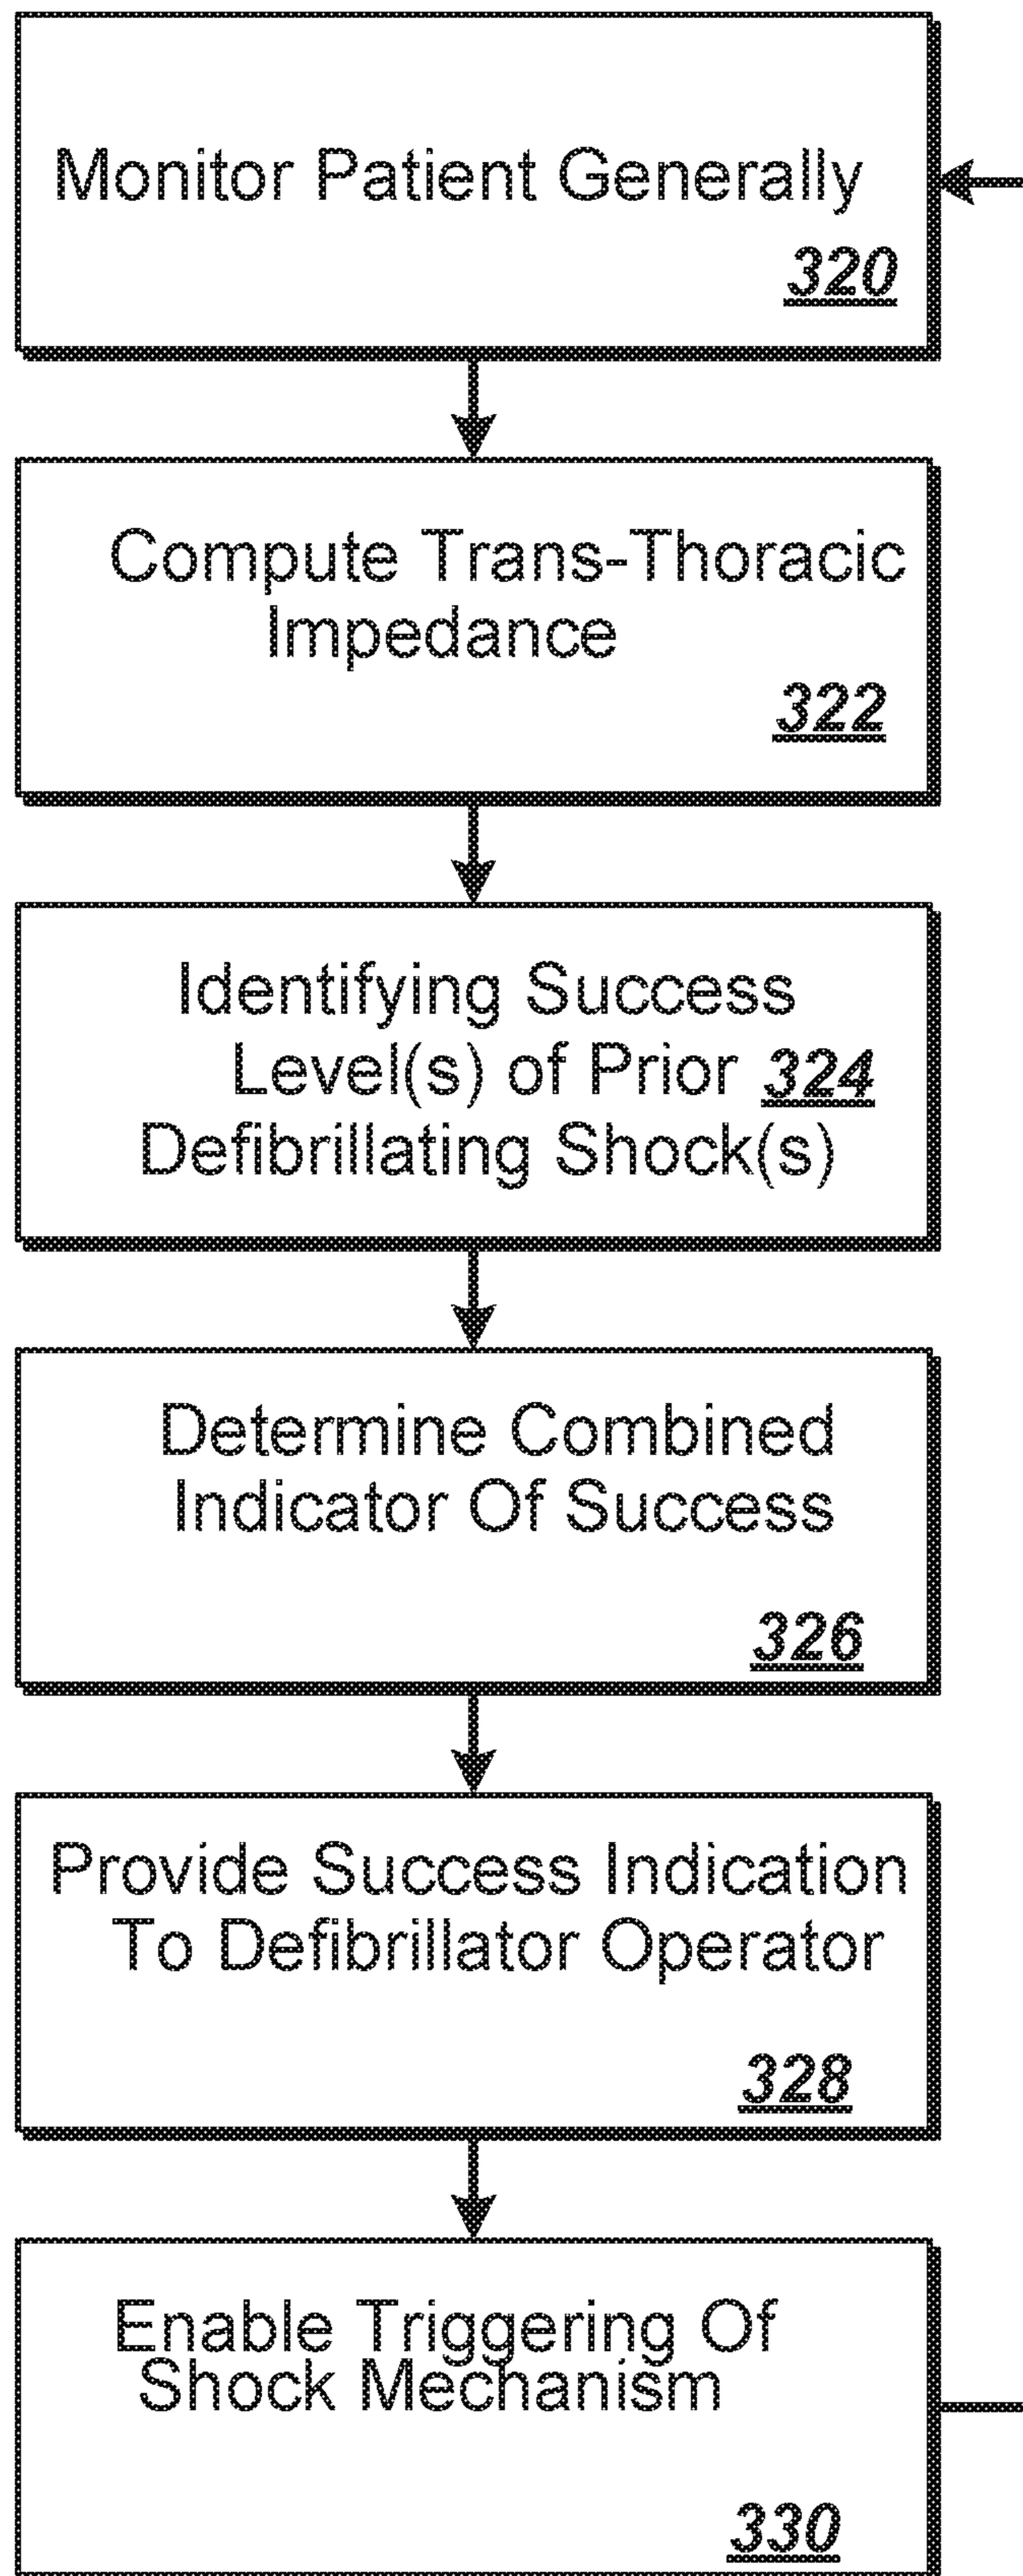 Monitor Patient Generally
320
Compute Trans-Thoracic
Impedance
322
Identifying Success
Level(s) of Prior 324
Defibrillating Shock(s)
Determine Combined
Indicator Of Success
326
Provide Success Indication
To Defibrillator Operator
328
Enable Triggering Of
Shock Mechanism
330